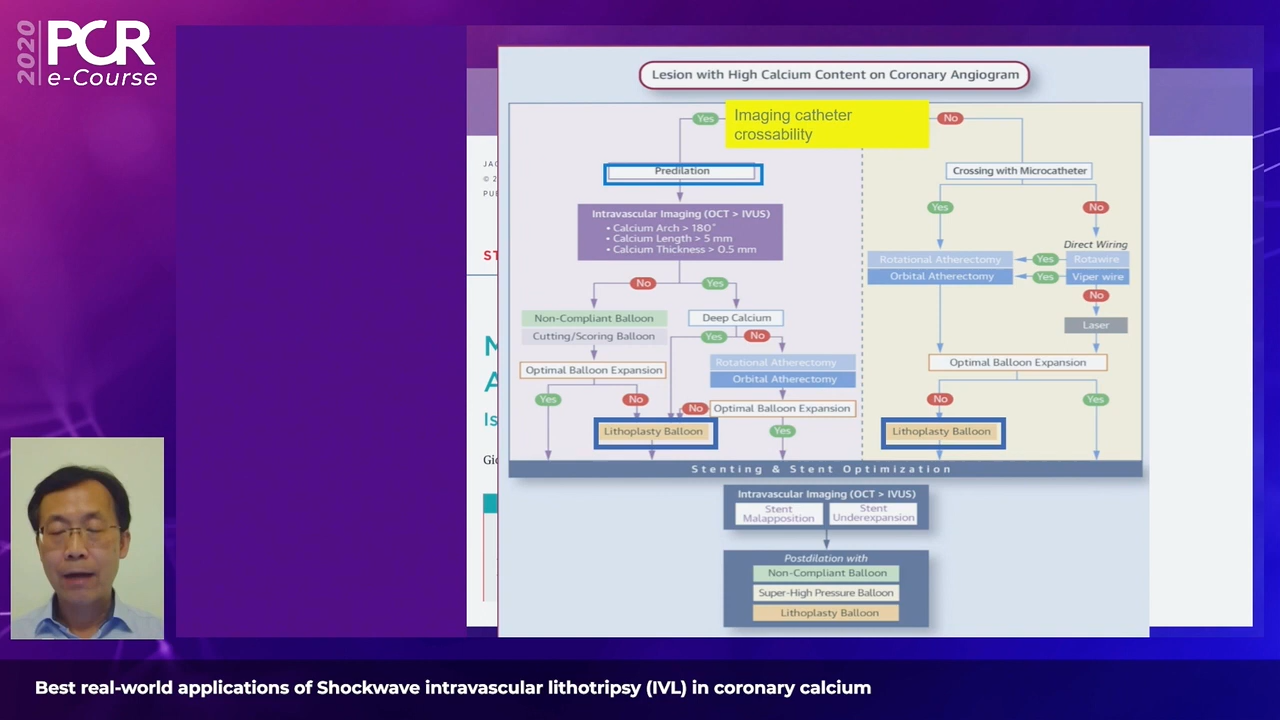 2020
PCR
e-Course
JAC
© 2
PU
ST
M
A
Is
Gio
Lesion with High Calcium Content on Coronary Angiogram
Yes
Imaging catheter
crossability
No
Predilation
Intravascular Imaging (OCT > IVUS)
• Calcium Arch > 180°
• Calcium Length > 5 mm
• Calcium Thickness > 0.5 mm
No
Yes
Non-Compliant Balloon
Cutting/Scoring Balloon
Deep Calcium
Yes
No
Optimal Balloon Expansion
Rotational Atherectomy
Orbital Atherectomy
Yes
No
No
Optimal Balloon Expansion
Lithoplasty Balloon
Yes
Crossing with Microcatheter
Yes
No
Direct Wiring
Rotational Atherectomy
Yes
Rotawire
Orbital Atherectomy
Yes
Viper wire
No
Laser
Optimal Balloon Expansion
No
Yes
Lithoplasty Balloon
Stenting & Stent Optimization
Intravascular Imaging (OCT > IVUS)
Stent
Malapposition
Stent
Underexpansion
Postdilation with
Non-Compliant Balloon
Super-High Pressure Balloon
Lithoplasty Balloon
Best real-world applications of Shockwave intravascular lithotripsy (IVL) in coronary calcium